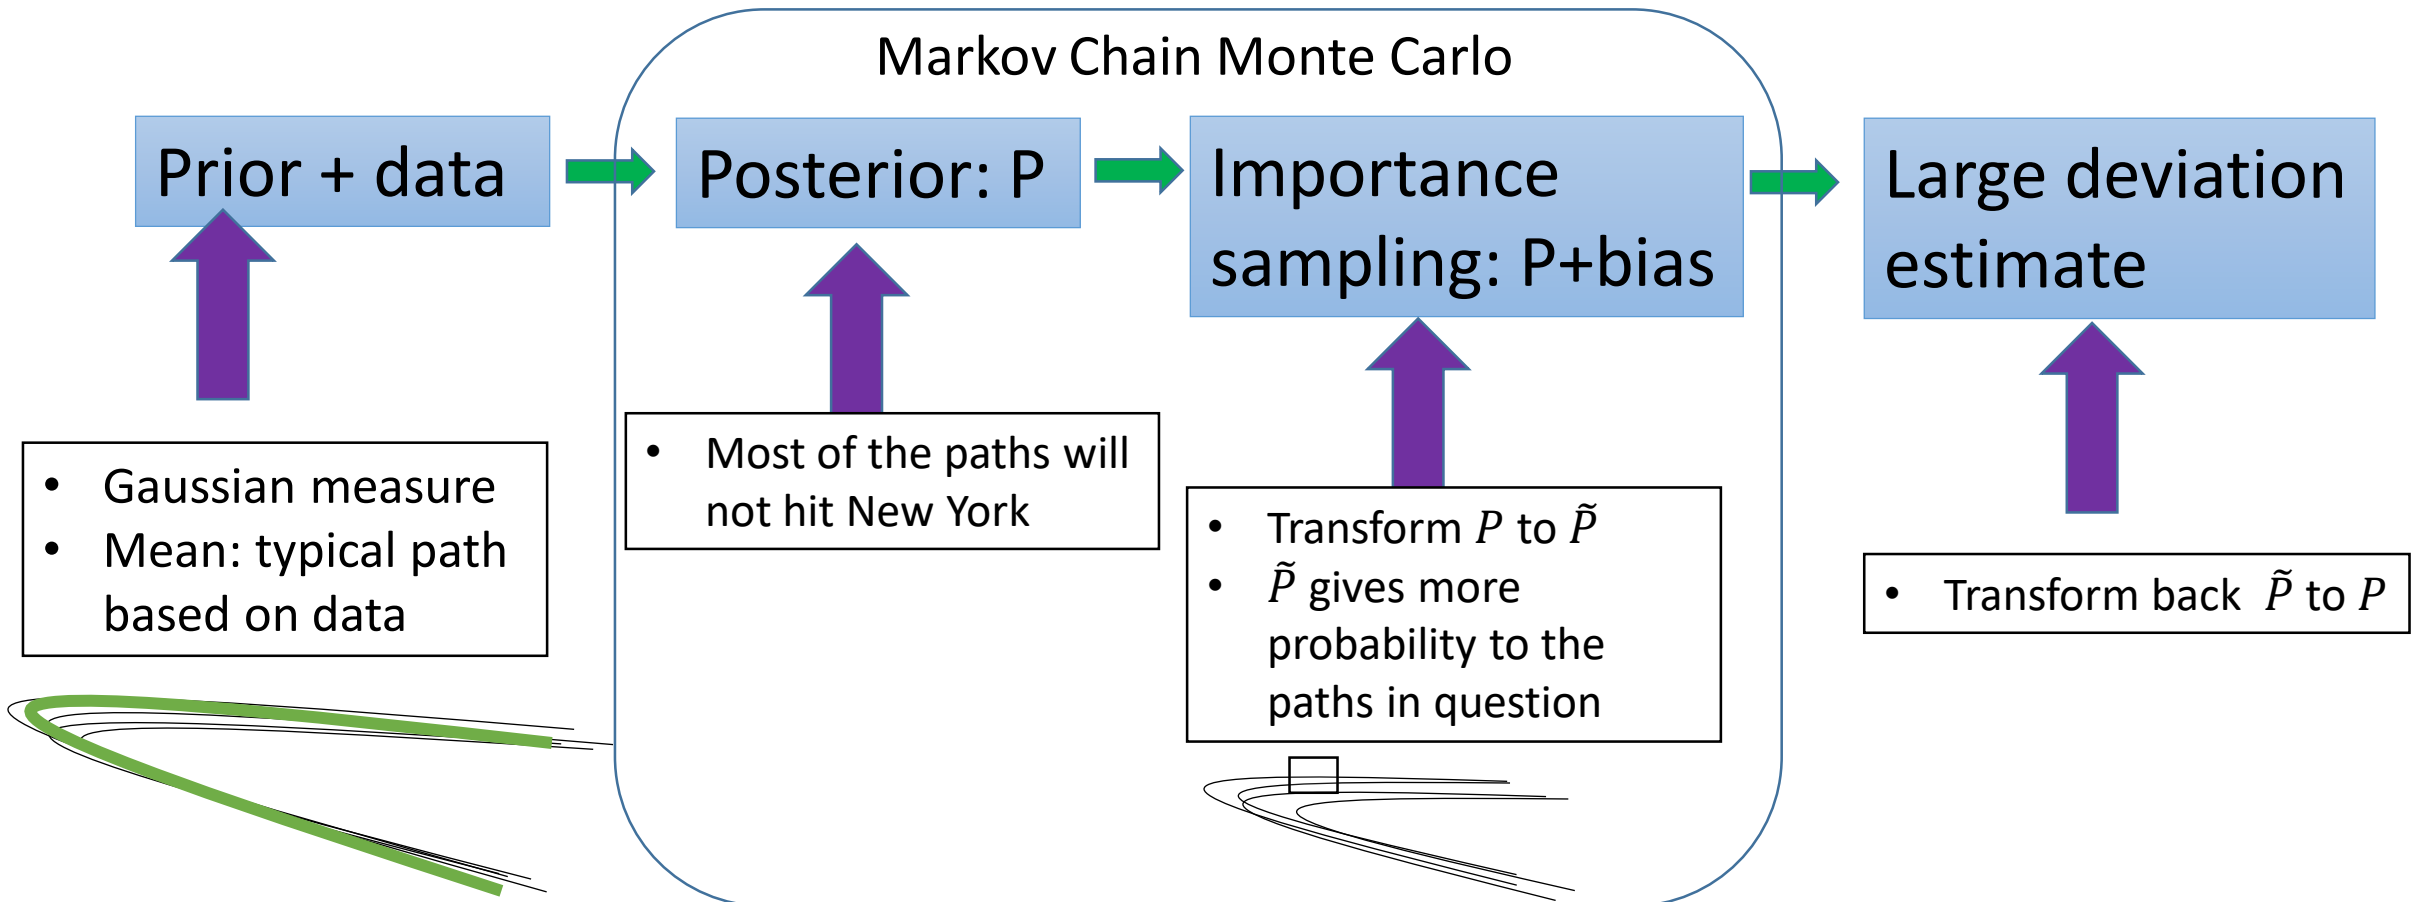 Markov Chain Monte Carlo
Prior + data
Posterior: P
Importance
sampling: P+bias
Large deviation
estimate
• Gaussian measure
• Mean: typical path
based on data
• Most of the paths will
not hit New York
• Transform P to P̃
• P̃ gives more
probability to the
paths in question
• Transform back P̃ to P